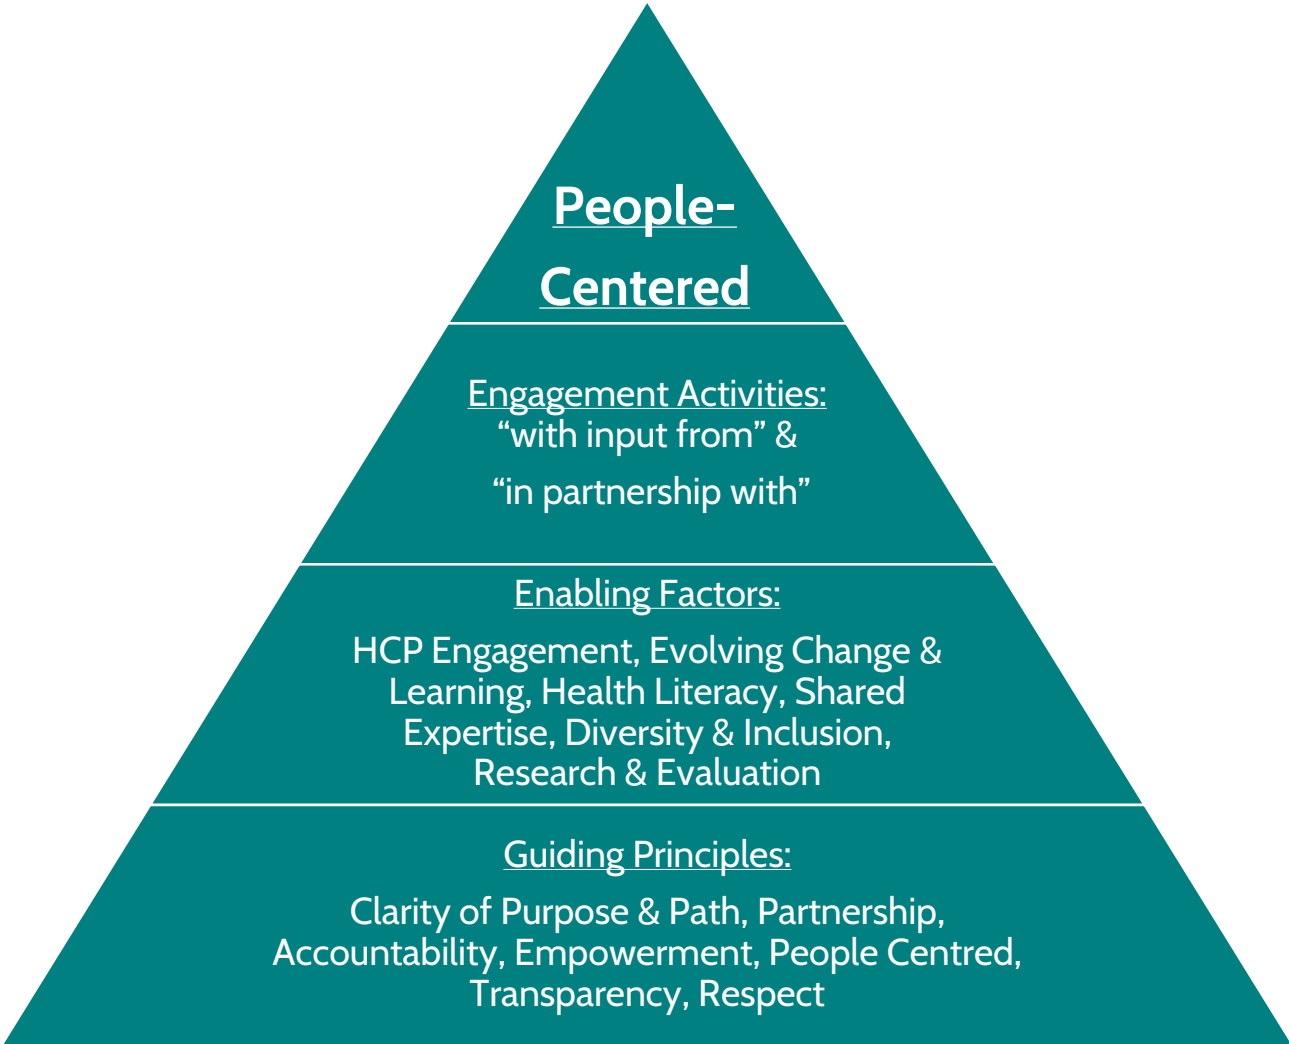 People-
Centered
Engagement Activities:
“with input from” &
“in partnership with”
Enabling Factors:
HCP Engagement, Evolving Change &
Learning, Health Literacy, Shared
Expertise, Diversity & Inclusion,
Research & Evaluation
Guiding Principles:
Clarity of Purpose & Path, Partnership,
Accountability, Empowerment, People Centred,
Transparency, Respect